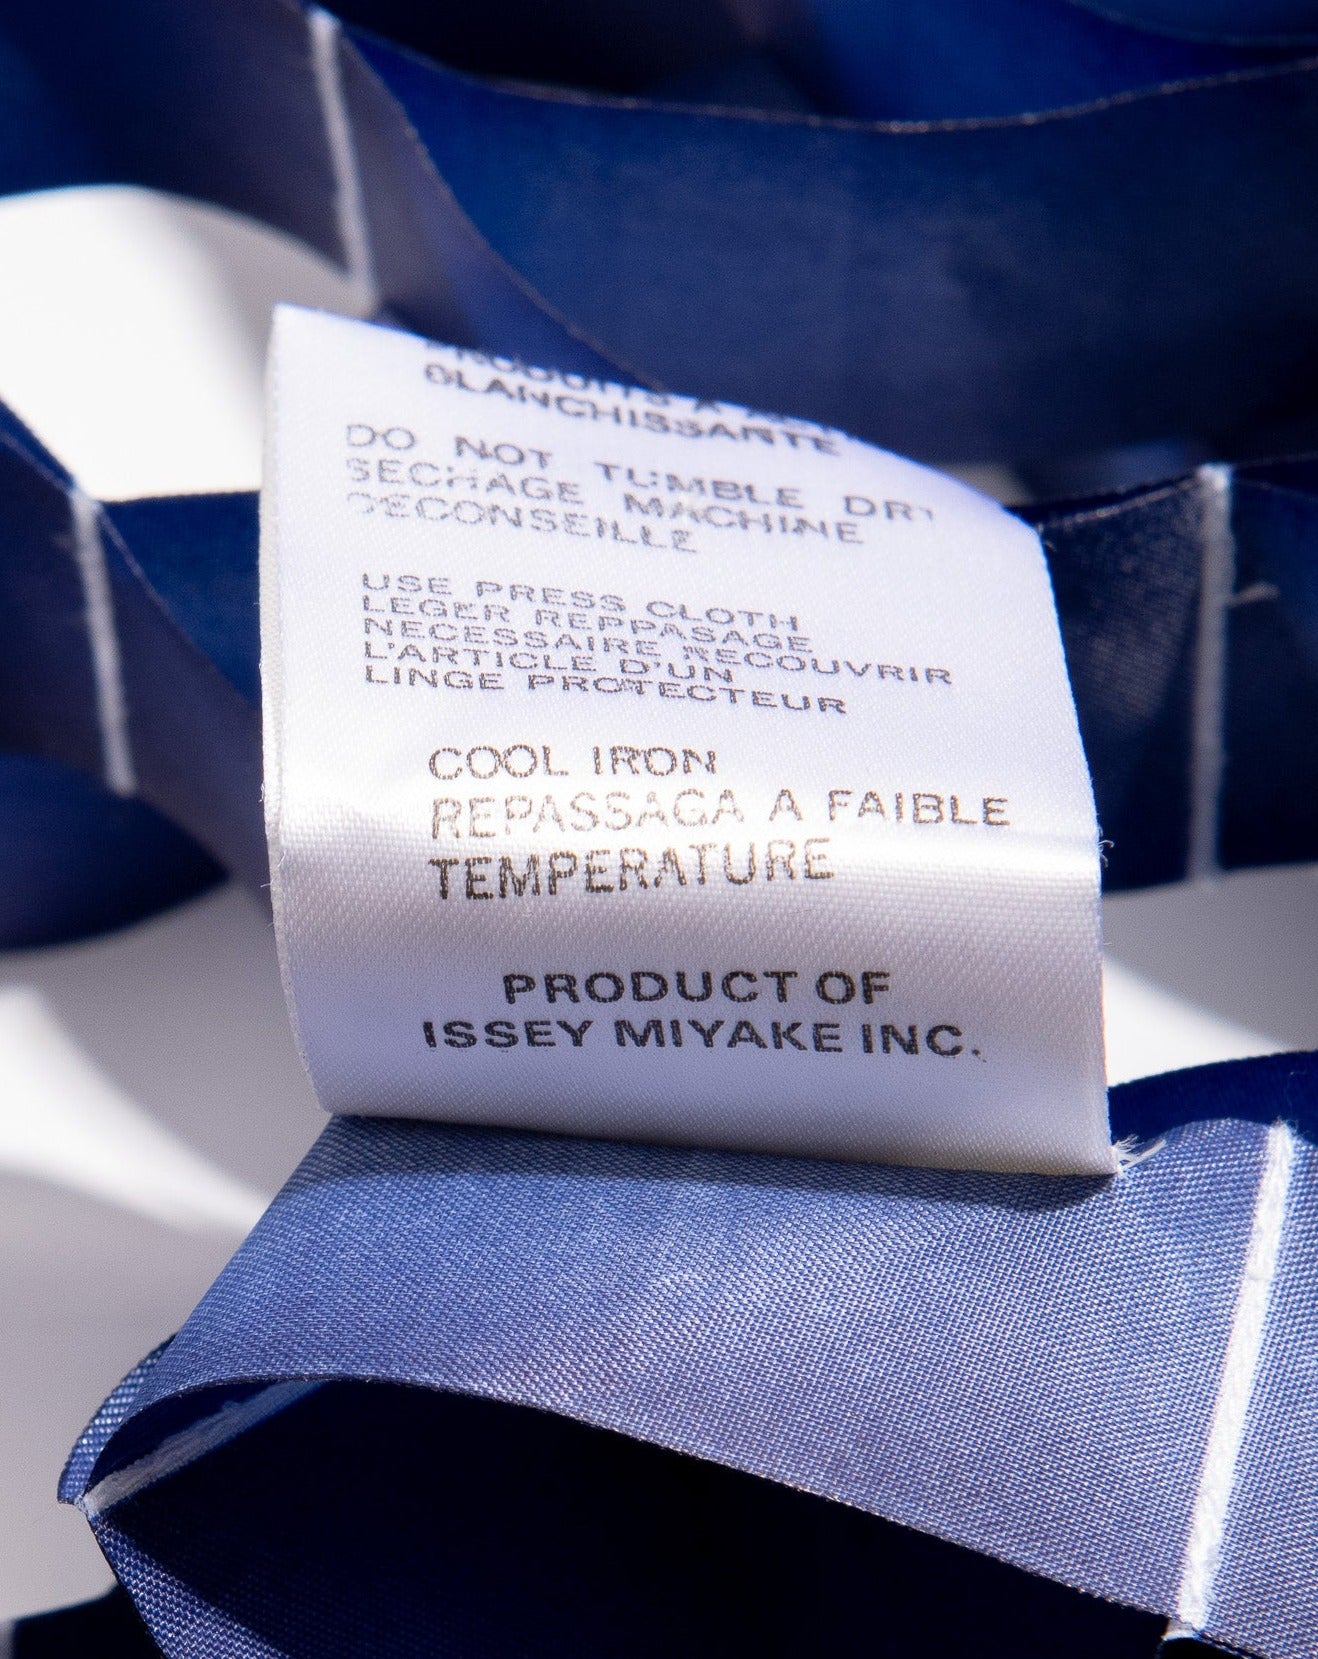 BLANCHISSANTE
DO NOT TUMBLE DRY
SECHAGE MACHINE
DECONSEILLE
USE PRESS CLOTH
LEGER REPPASAGE
NECESSAIRE RECOUVRIR
L'ARTICLE D'UN
LINGE PROTECTEUR
COOL IRON
REPASSAGA A FAIBLE
TEMPERATURE
PRODUCT OF
ISSEY MIYAKE INC.